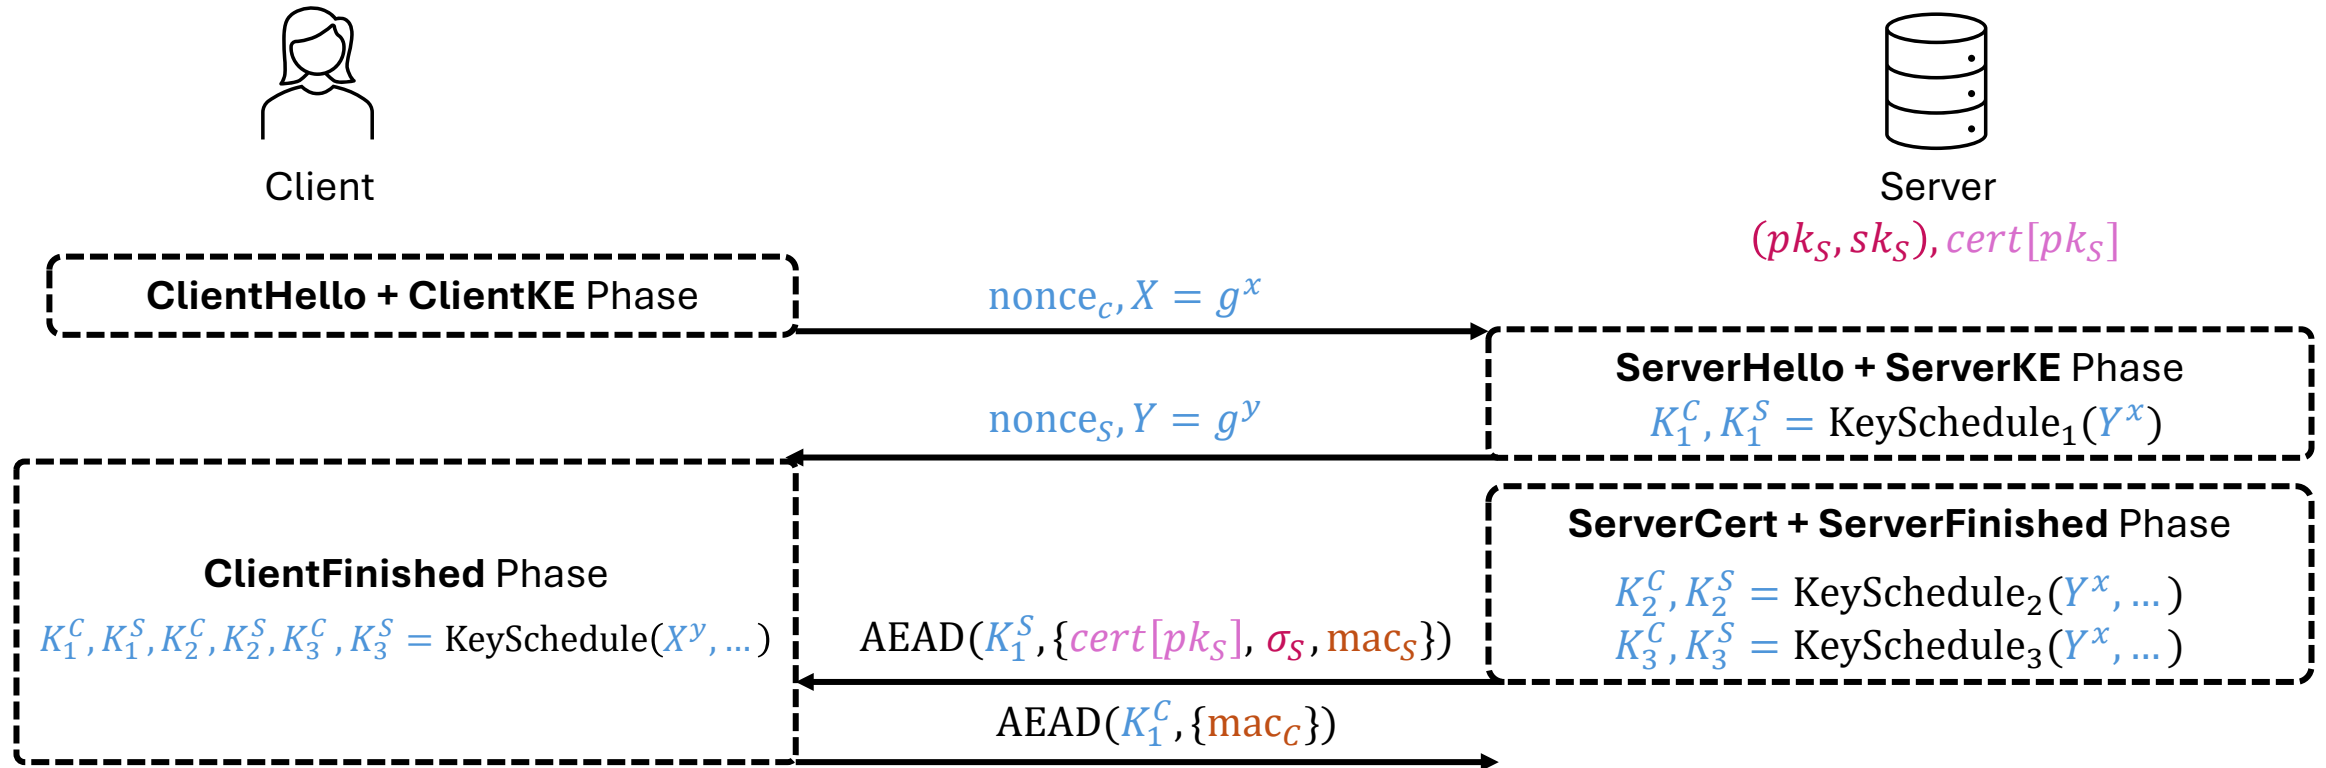 Client
Server
(pk_S, sk_S), cert[pk_S]
ClientHello + ClientKE Phase
nonce_c, X = g^x
ServerHello + ServerKE Phase
K_1^C, K_1^S = KeySchedule_1(Y^x)
nonce_S, Y = g^y
ServerCert + ServerFinished Phase
K_2^C, K_2^S = KeySchedule_2(Y^x, …)
K_3^C, K_3^S = KeySchedule_3(Y^x, …)
ClientFinished Phase
K_1^C, K_1^S, K_2^C, K_2^S, K_3^C, K_3^S = KeySchedule(X^y, …)
AEAD(K_1^S, {cert[pk_S], σ_S, mac_S})
AEAD(K_1^C, {mac_C})